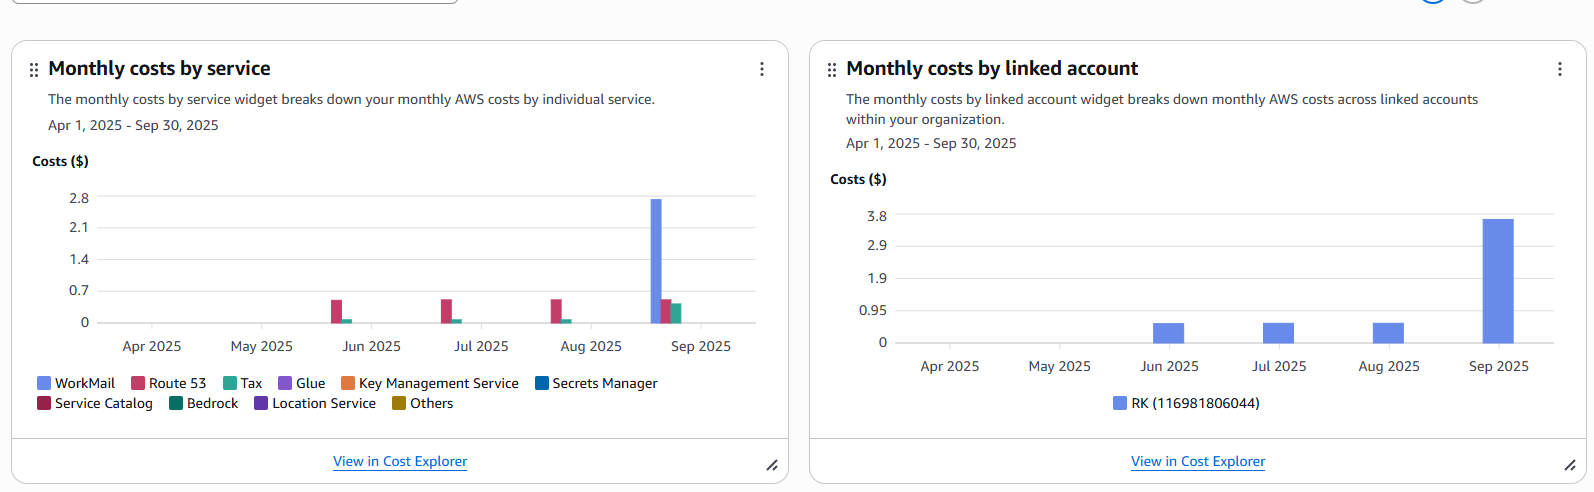 Monthly costs by service
The monthly costs by service widget breaks down your monthly AWS costs by individual service.
Apr 1, 2025 - Sep 30, 2025
Costs ($)
2.8
2.1
1.4
0.7
0
Apr 2025 May 2025 Jun 2025 Jul 2025 Aug 2025 Sep 2025
WorkMail Route 53 Tax Glue Key Management Service Secrets Manager
Service Catalog Bedrock Location Service Others
View in Cost Explorer
Monthly costs by linked account
The monthly costs by linked account widget breaks down monthly AWS costs across linked accounts
within your organization.
Apr 1, 2025 - Sep 30, 2025
Costs ($)
3.8
2.9
1.9
0.95
0
Apr 2025 May 2025 Jun 2025 Jul 2025 Aug 2025 Sep 2025
RK (116981806044)
View in Cost Explorer